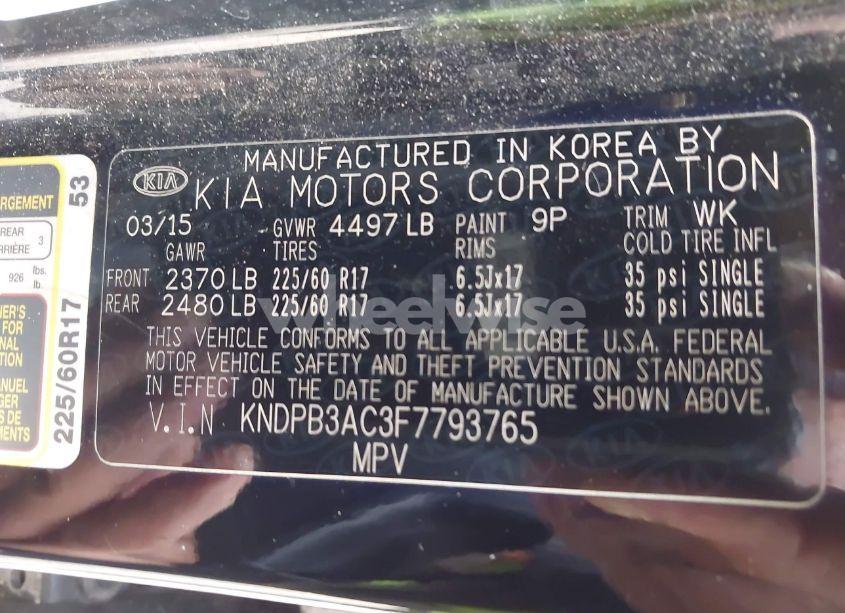 MANUFACTURED IN KOREA BY
KIA KIA MOTORS CORPORATION
03/15 GVWR 4497 LB PAINT 9P TRIM WK
GAWR TIRES RIMS COLD TIRE INFL
FRONT 2370 LB 225/60 R17 6.5Jx17 35 psi SINGLE
REAR 2480 LB 225/60 R17 6.5Jx17 35 psi SINGLE
wheelwise
THIS VEHICLE CONFORMS TO ALL APPLICABLE U.S.A. FEDERAL
MOTOR VEHICLE SAFETY AND THEFT PREVENTION STANDARDS
IN EFFECT ON THE DATE OF MANUFACTURE SHOWN ABOVE.
V.I.N KNDPB3AC3F7793765
MPV
ARGEMENT
REAR
ARRIÈRE 3
926 lbs.
lb.
225/60R17 53
FOR
MANUEL